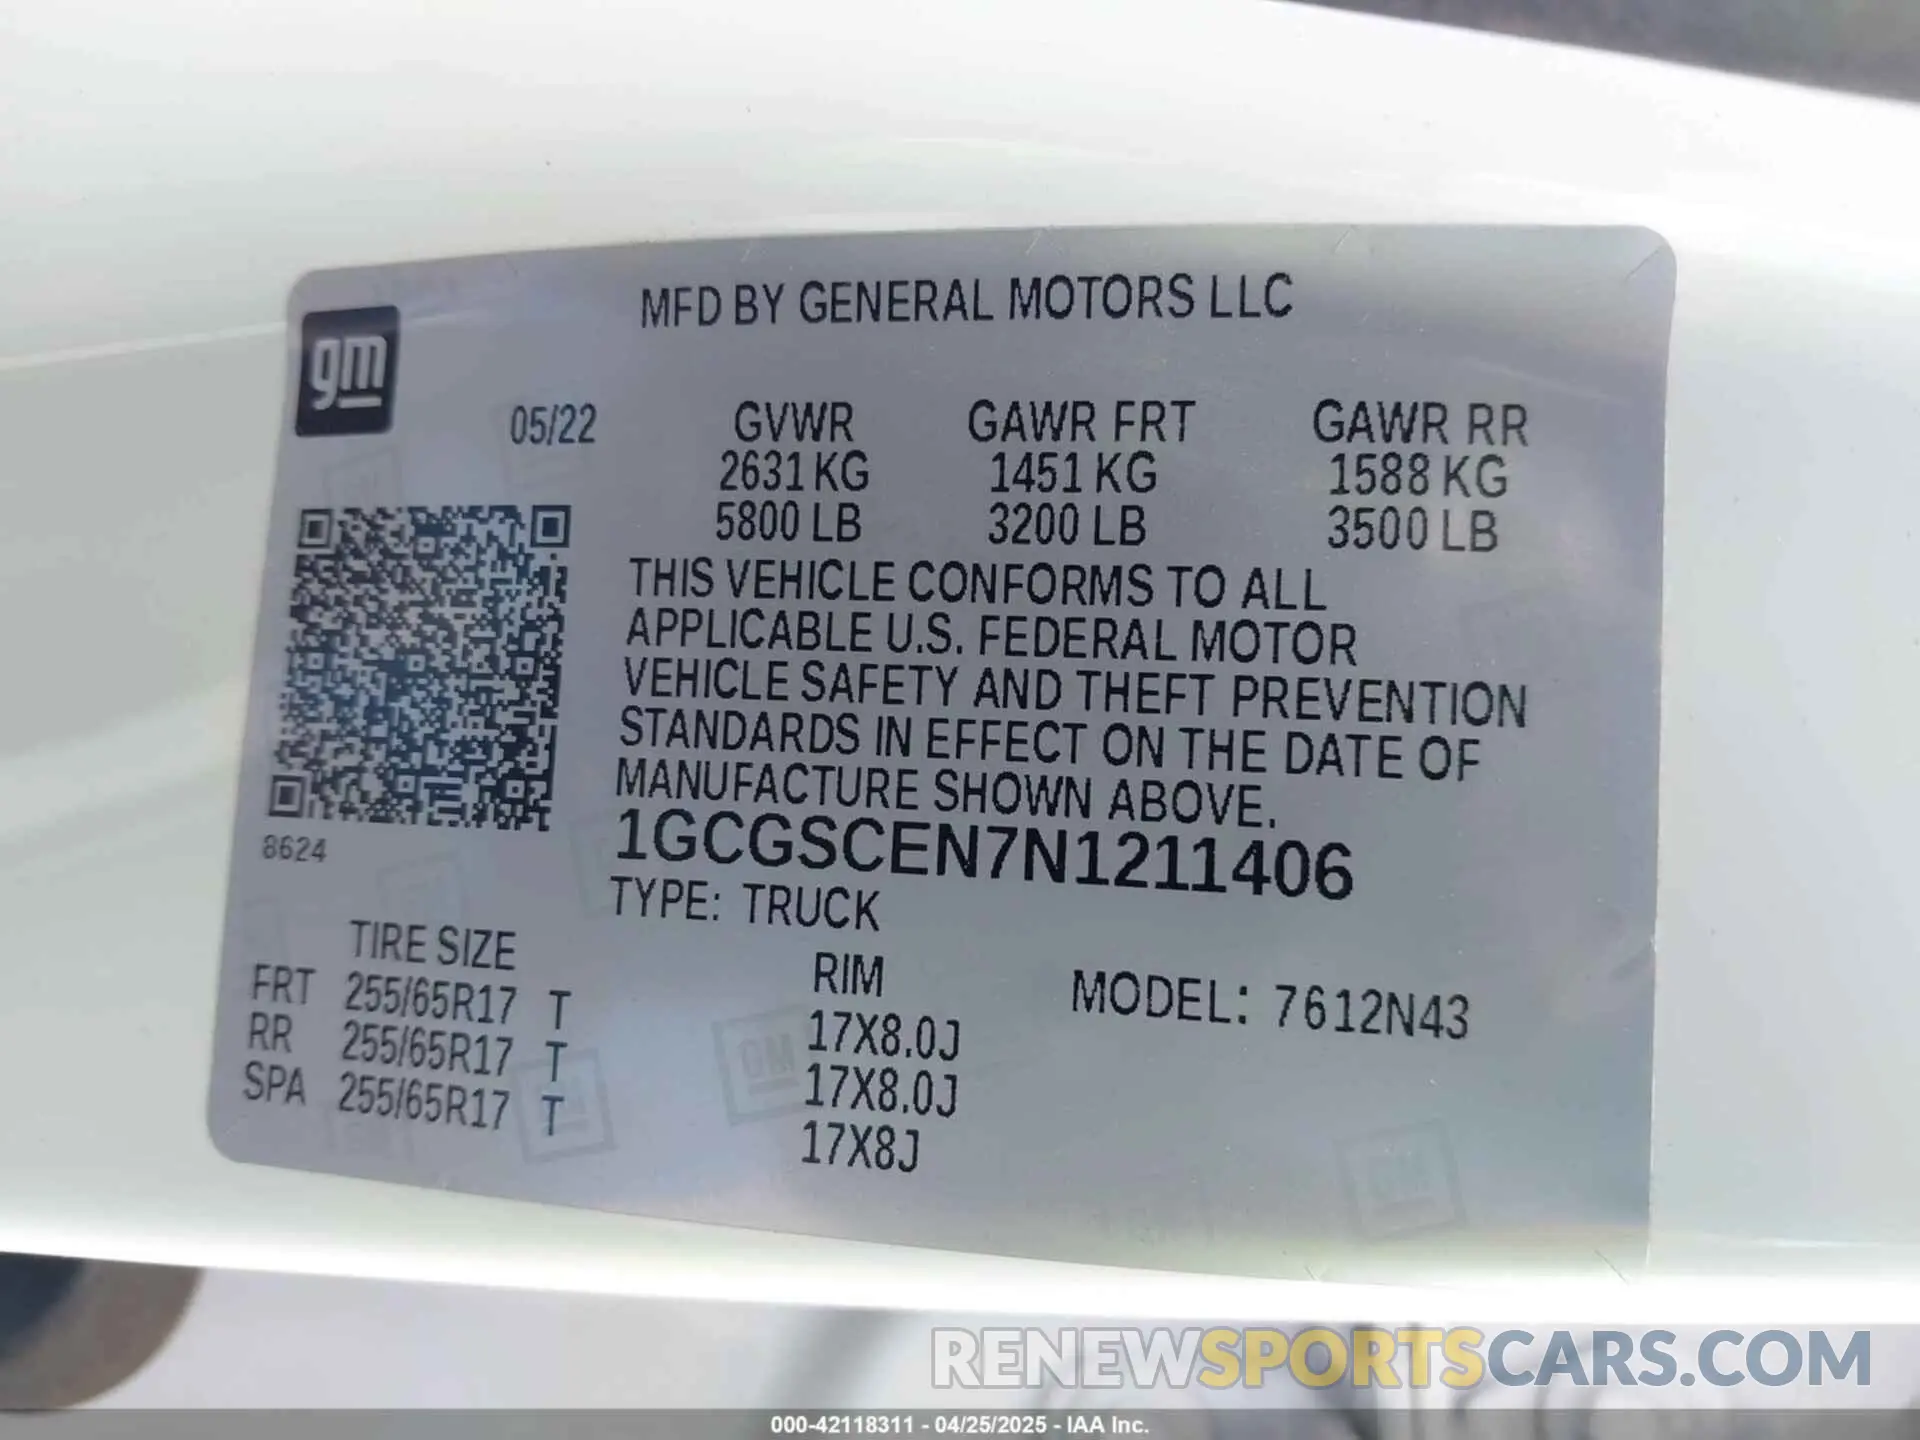 MFD BY GENERAL MOTORS LLC
gm
05/22
GVWR GAWR FRT GAWR RR
2631 KG 1451 KG 1588 KG
5800 LB 3200 LB 3500 LB
THIS VEHICLE CONFORMS TO ALL
APPLICABLE U.S. FEDERAL MOTOR
VEHICLE SAFETY AND THEFT PREVENTION
STANDARDS IN EFFECT ON THE DATE OF
MANUFACTURE SHOWN ABOVE.
8624
1GCGSCEN7N1211406
TYPE: TRUCK
TIRE SIZE RIM MODEL: 7612N43
FRT 255/65R17 T 17X8.0J
RR 255/65R17 T 17X8.0J
SPA 255/65R17 T 17X8J
GM
GM
GM
RENEWSPORTSCARS.COM
000-42118311 - 04/25/2025 - IAA Inc.